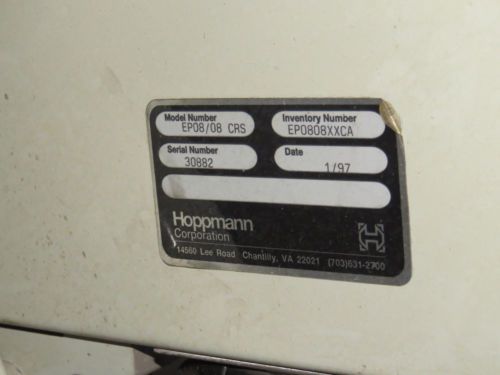 Model Number Inventory Number
EP08/08 CRS EP0808XXCA
Serial Number Date
30882 1/97
Hoppmann
Corporation
14560 Lee Road Chantilly, VA 22021 (703)631-2700